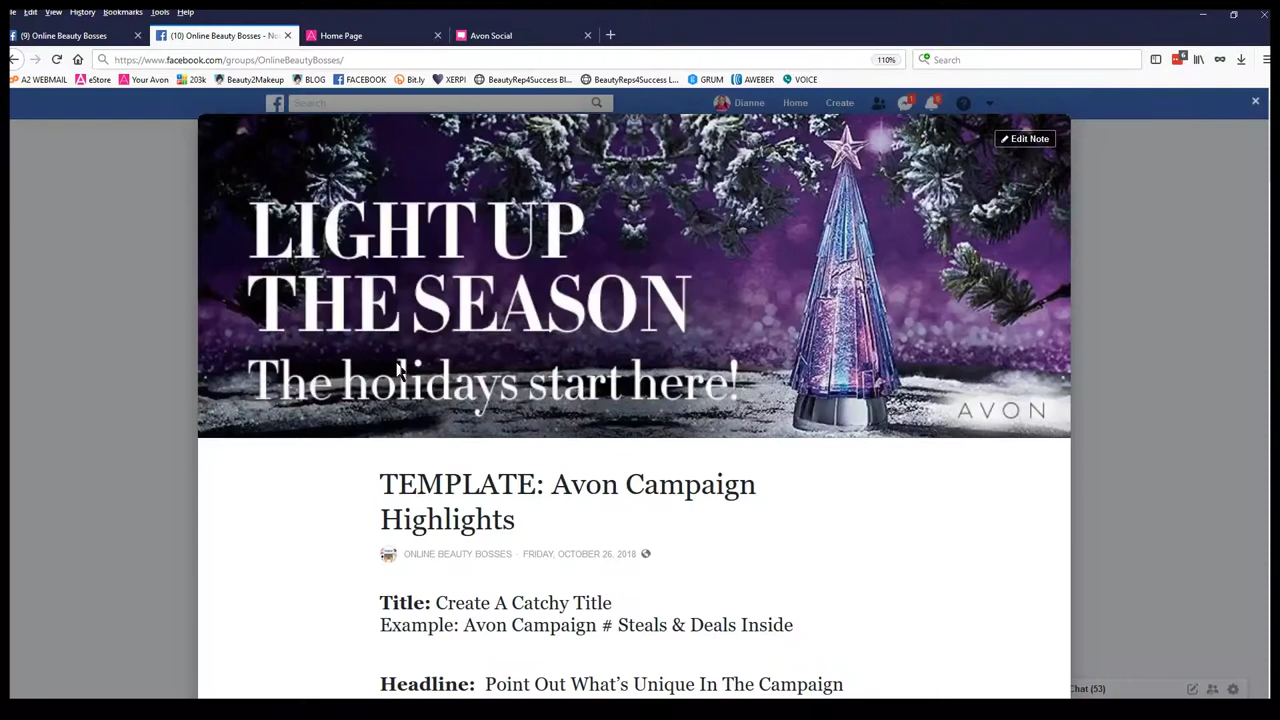 Edit View History Bookmarks Tools Help
(9) Online Beauty Bosses
(10) Online Beauty Bosses - No
Home Page
Avon Social
https://www.facebook.com/groups/OnlineBeautyBosses/
110%
Search
A2 WEBMAIL eStore Your Avon 203k Beauty2Makeup BLOG FACEBOOK Bit.ly XERPI BeautyRep4Success Bl... BeautyReps4Success L... GRUM AWEBER VOICE
Search
Dianne Home Create
Edit Note
LIGHT UP
THE SEASON
The holidays start here!
AVON
TEMPLATE: Avon Campaign
Highlights
ONLINE BEAUTY BOSSES · FRIDAY, OCTOBER 26, 2018
Title: Create A Catchy Title
Example: Avon Campaign # Steals & Deals Inside
Headline: Point Out What's Unique In The Campaign
Chat (53)